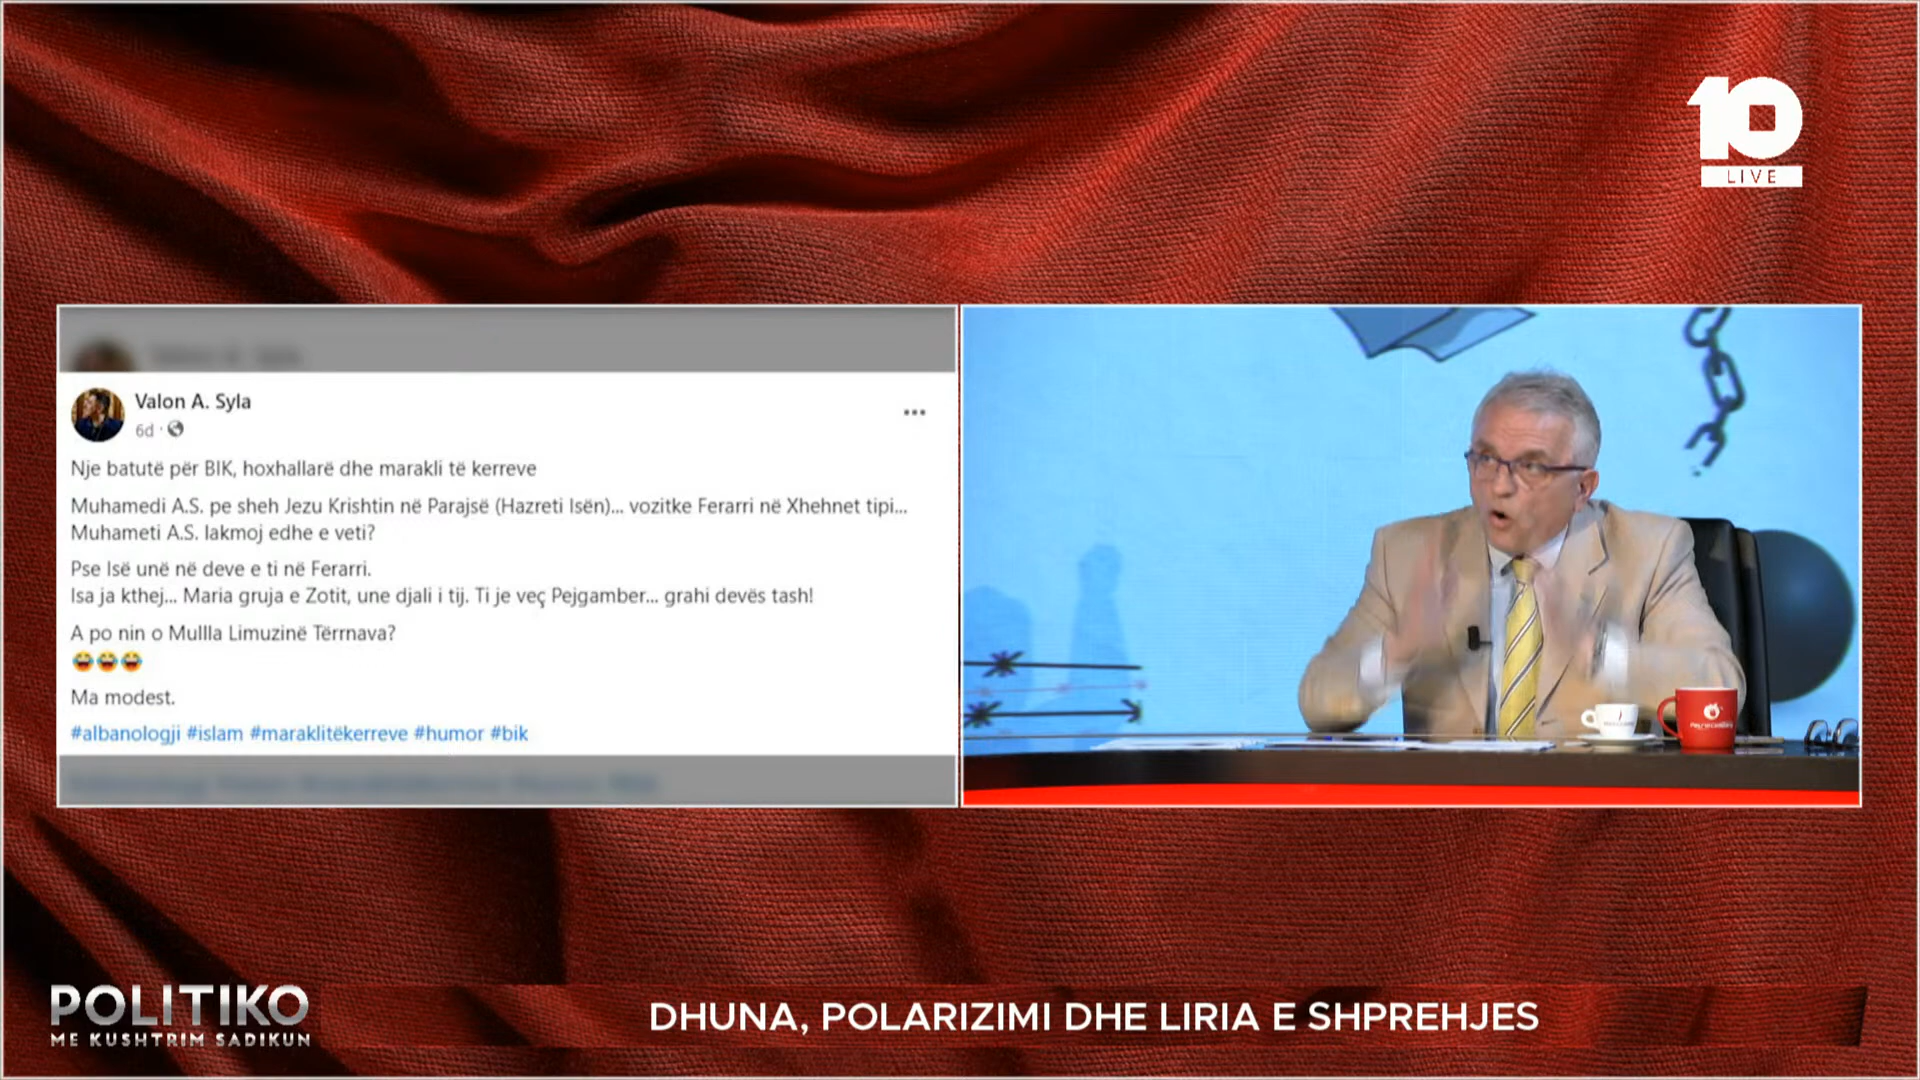 10
LIVE
Valon A. Syla
6d ·
Nje batutë për BIK, hoxhallarë dhe marakli të kerreve
Muhamedi A.S. pe sheh Jezu Krishtin në Parajsë (Hazreti Isën)... vozitke Ferarri në Xhehnet tipi...
Muhameti A.S. lakmoj edhe e veti?
Pse Isë unë në deve e ti në Ferarri.
Isa ja kthej... Maria gruja e Zotit, une djali i tij. Ti je veç Pejgamber... grahi devës tash!
A po nin o Mullla Limuzinë Tërrnava?
Ma modest.
#albanologji #islam #maraklitëkerreve #humor #bik
POLITIKO
ME KUSHTRIM SADIKUN
DHUNA, POLARIZIMI DHE LIRIA E SHPREHJES